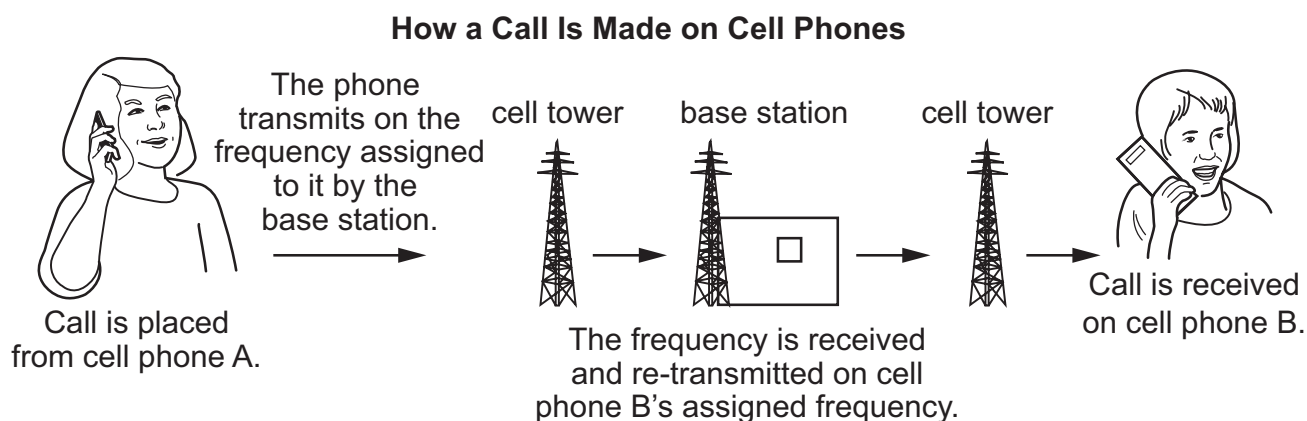 How a Call Is Made on Cell Phones
The phone
transmits on the
frequency assigned
to it by the
base station.
cell tower
base station
cell tower
Call is placed
from cell phone A.
The frequency is received
and re-transmitted on cell
phone B's assigned frequency.
Call is received
on cell phone B.